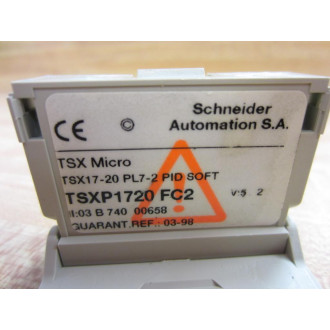 CE © Schneider
Automation S.A.
TSX Micro
TSX17-20 PL7-2 PID SOFT
TSXP1720 FC2 V:5 2
:03 B 740 00658
GUARANT.REF.: 03-98